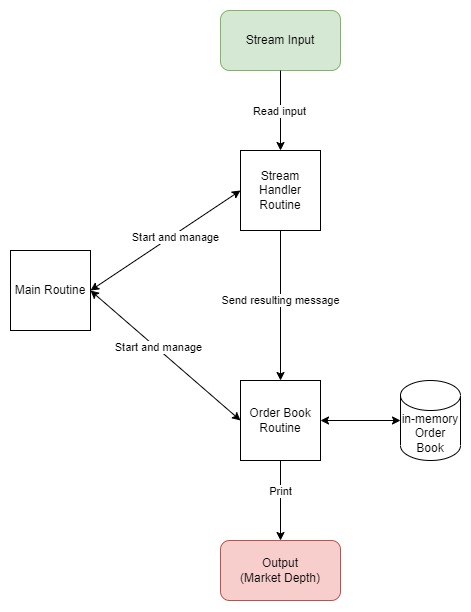 Stream Input
Read input
Stream
Handler
Routine
Start and manage
Main Routine
Send resulting message
Start and manage
Order Book
Routine
in-memory
Order
Book
Print
Output
(Market Depth)